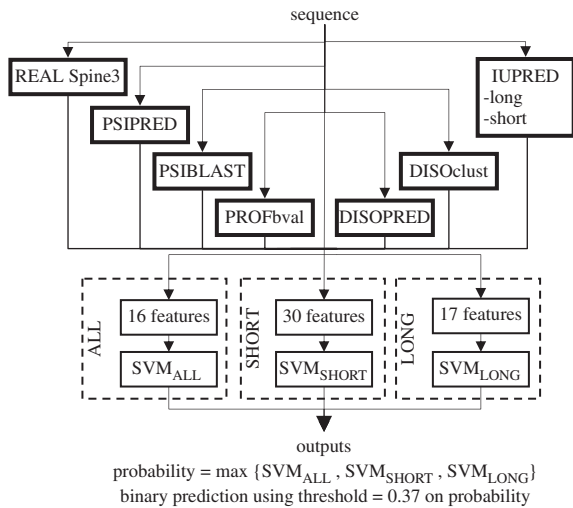 sequence
REAL Spine3
IUPRED
-long
-short
PSIPRED
PSIBLAST
DISOclust
PROFbval
DISOPRED
ALL
16 features
SVM_ALL
SHORT
30 features
SVM_SHORT
LONG
17 features
SVM_LONG
outputs
probability = max {SVM_ALL , SVM_SHORT , SVM_LONG}
binary prediction using threshold = 0.37 on probability